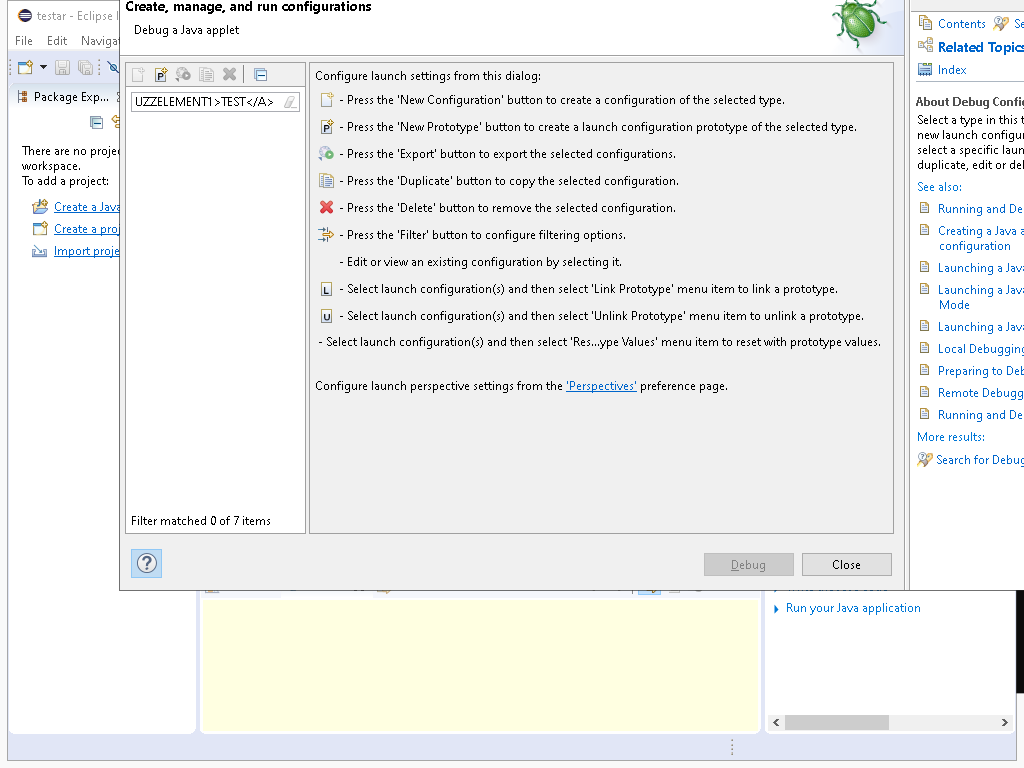 testar - Eclipse I
File Edit Navigat
Package Exp...
There are no projec
workspace.
To add a project:
Create a Java
Create a proj
Import proje
Create, manage, and run configurations
Debug a Java applet
UZZELEMENT1>TEST</A>
Filter matched 0 of 7 items
Configure launch settings from this dialog:
- Press the 'New Configuration' button to create a configuration of the selected type.
- Press the 'New Prototype' button to create a launch configuration prototype of the selected type.
- Press the 'Export' button to export the selected configurations.
- Press the 'Duplicate' button to copy the selected configuration.
- Press the 'Delete' button to remove the selected configuration.
- Press the 'Filter' button to configure filtering options.
- Edit or view an existing configuration by selecting it.
- Select launch configuration(s) and then select 'Link Prototype' menu item to link a prototype.
- Select launch configuration(s) and then select 'Unlink Prototype' menu item to unlink a prototype.
- Select launch configuration(s) and then select 'Res...ype Values' menu item to reset with prototype values.
Configure launch perspective settings from the 'Perspectives' preference page.
Debug Close
Contents Se
Related Topics
Index
About Debug Config
Select a type in this t
new launch configur
select a specific laun
duplicate, edit or del
See also:
Running and De
Creating a Java a
configuration
Launching a Java
Launching a Java
Mode
Launching a Java
Local Debugging
Preparing to Deb
Remote Debugg
Running and De
More results:
Search for Debug
Run your Java application